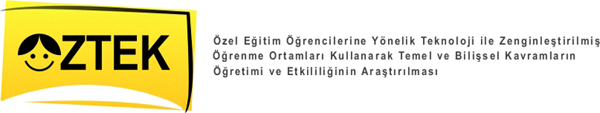 ÖZTEK
Özel Eğitim Öğrencilerine Yönelik Teknoloji ile Zenginleştirilmiş
Öğrenme Ortamları Kullanarak Temel ve Bilişsel Kavramların
Öğretimi ve Etkililiğinin Araştırılması